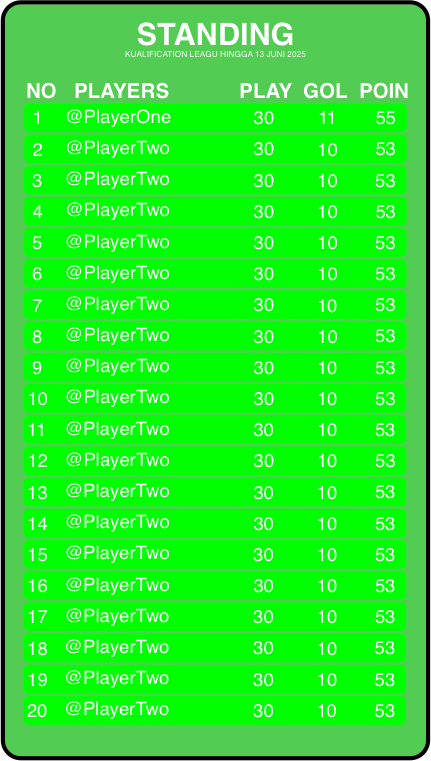 STANDING
KUALIFICATION LEAGU HINGGA 13 JUNI 2025
NO PLAYERS PLAY GOL POIN
1 @PlayerOne 30 11 55
2 @PlayerTwo 30 10 53
3 @PlayerTwo 30 10 53
4 @PlayerTwo 30 10 53
5 @PlayerTwo 30 10 53
6 @PlayerTwo 30 10 53
7 @PlayerTwo 30 10 53
8 @PlayerTwo 30 10 53
9 @PlayerTwo 30 10 53
10 @PlayerTwo 30 10 53
11 @PlayerTwo 30 10 53
12 @PlayerTwo 30 10 53
13 @PlayerTwo 30 10 53
14 @PlayerTwo 30 10 53
15 @PlayerTwo 30 10 53
16 @PlayerTwo 30 10 53
17 @PlayerTwo 30 10 53
18 @PlayerTwo 30 10 53
19 @PlayerTwo 30 10 53
20 @PlayerTwo 30 10 53